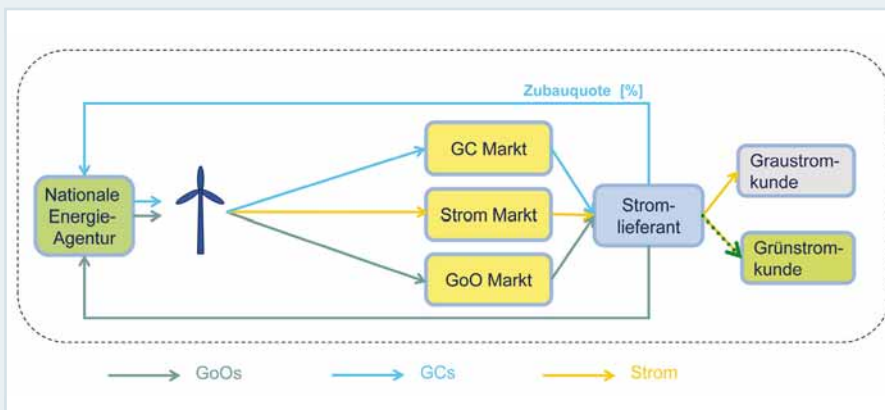 Zubauquote [%]
GC Markt
Nationale
Energie-
Agentur
Strom Markt
GoO Markt
Strom-
lieferant
Graustrom-
kunde
Grünstrom-
kunde
GoOs
GCs
Strom